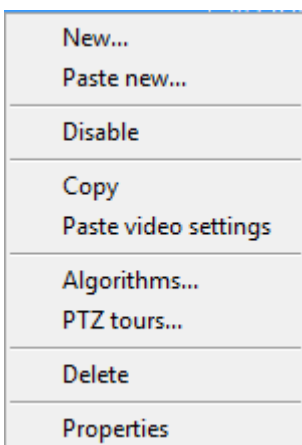 New...
Paste new...
Disable
Copy
Paste video settings
Algorithms...
PTZ tours...
Delete
Properties